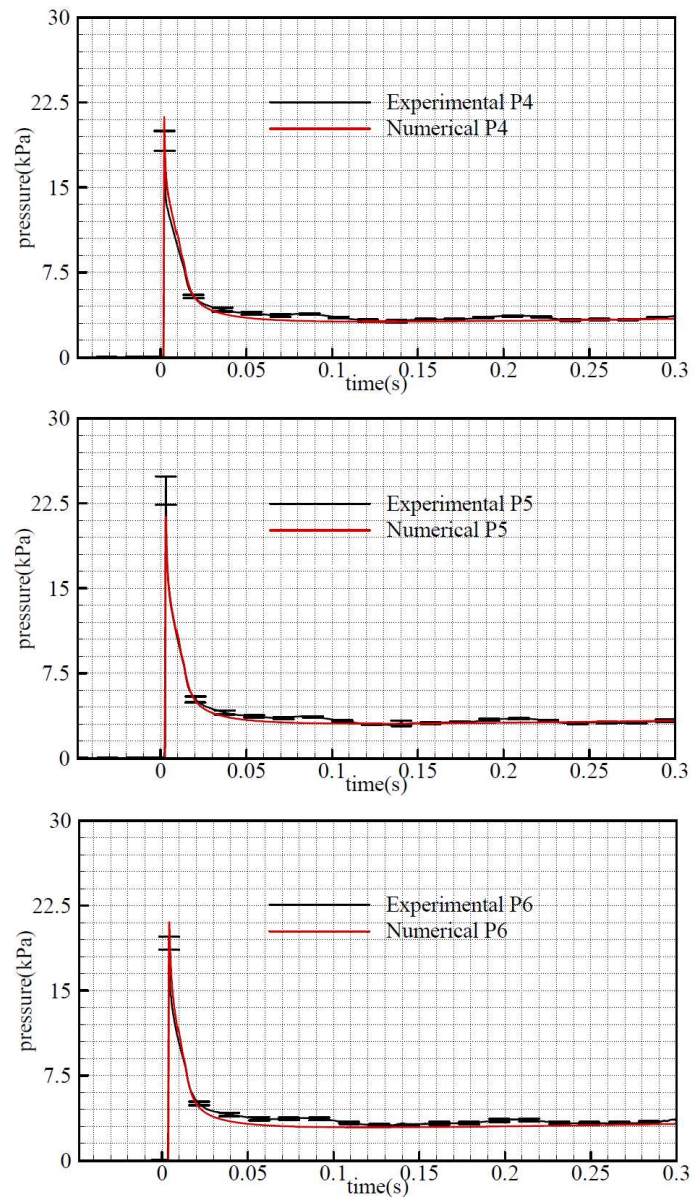 30
22.5
Experimental P4
Numerical P4
pressure(kPa)
15
7.5
0
0 0.05 0.1 0.15 0.2 0.25 0.3
time(s)
30
22.5
Experimental P5
Numerical P5
pressure(kPa)
15
7.5
0
0 0.05 0.1 0.15 0.2 0.25 0.3
time(s)
30
22.5
Experimental P6
Numerical P6
pressure(kPa)
15
7.5
0
0 0.05 0.1 0.15 0.2 0.25 0.3
time(s)